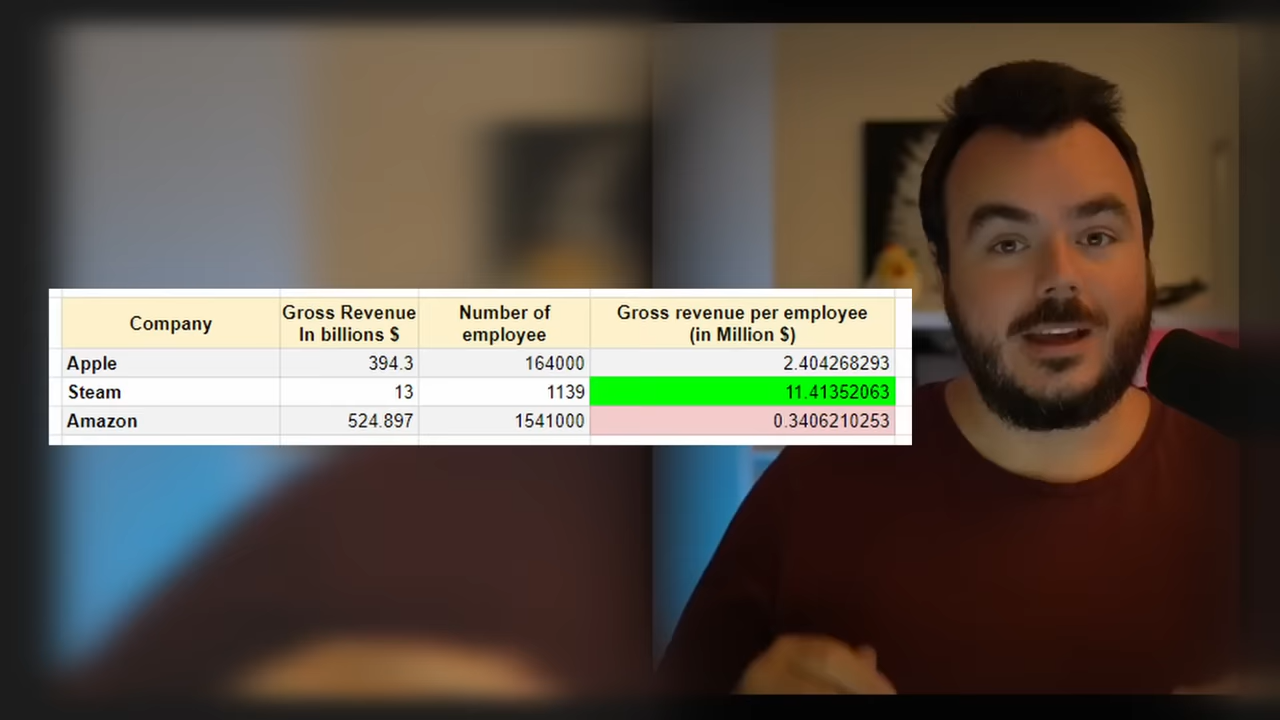 Company
Gross Revenue
In billions $
Number of
employee
Gross revenue per employee
(in Million $)
Apple 394.3 164000 2.404268293
Steam 13 1139 11.41352063
Amazon 524.897 1541000 0.3406210253